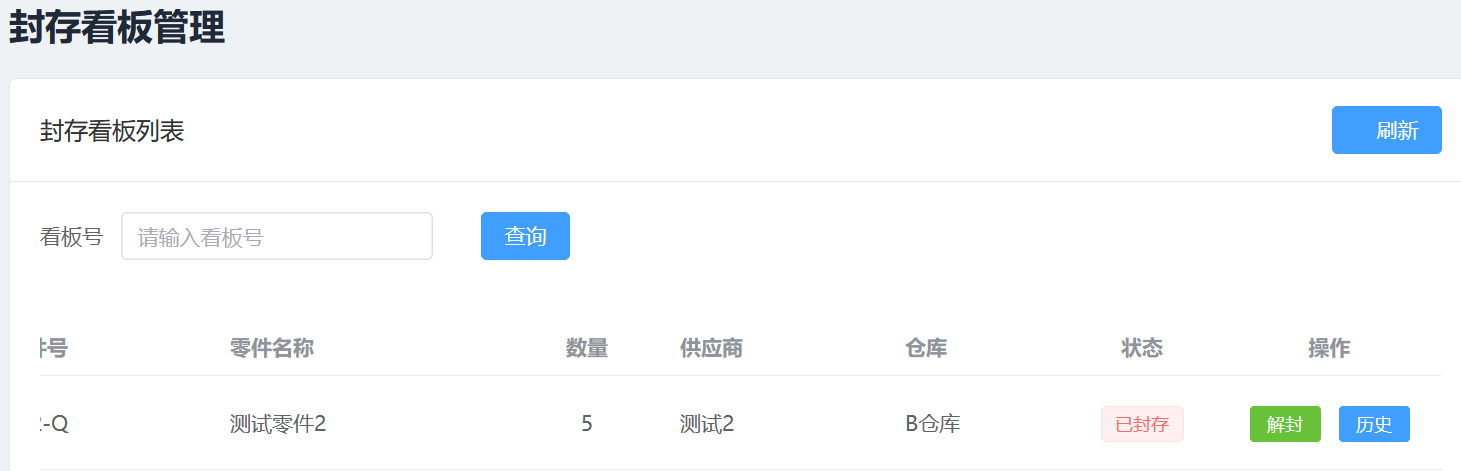 封存看板管理
封存看板列表 刷新
看板号 请输入看板号 查询
号 零件名称 数量 供应商 仓库 状态 操作
-Q 测试零件2 5 测试2 B仓库 已封存 解封 历史